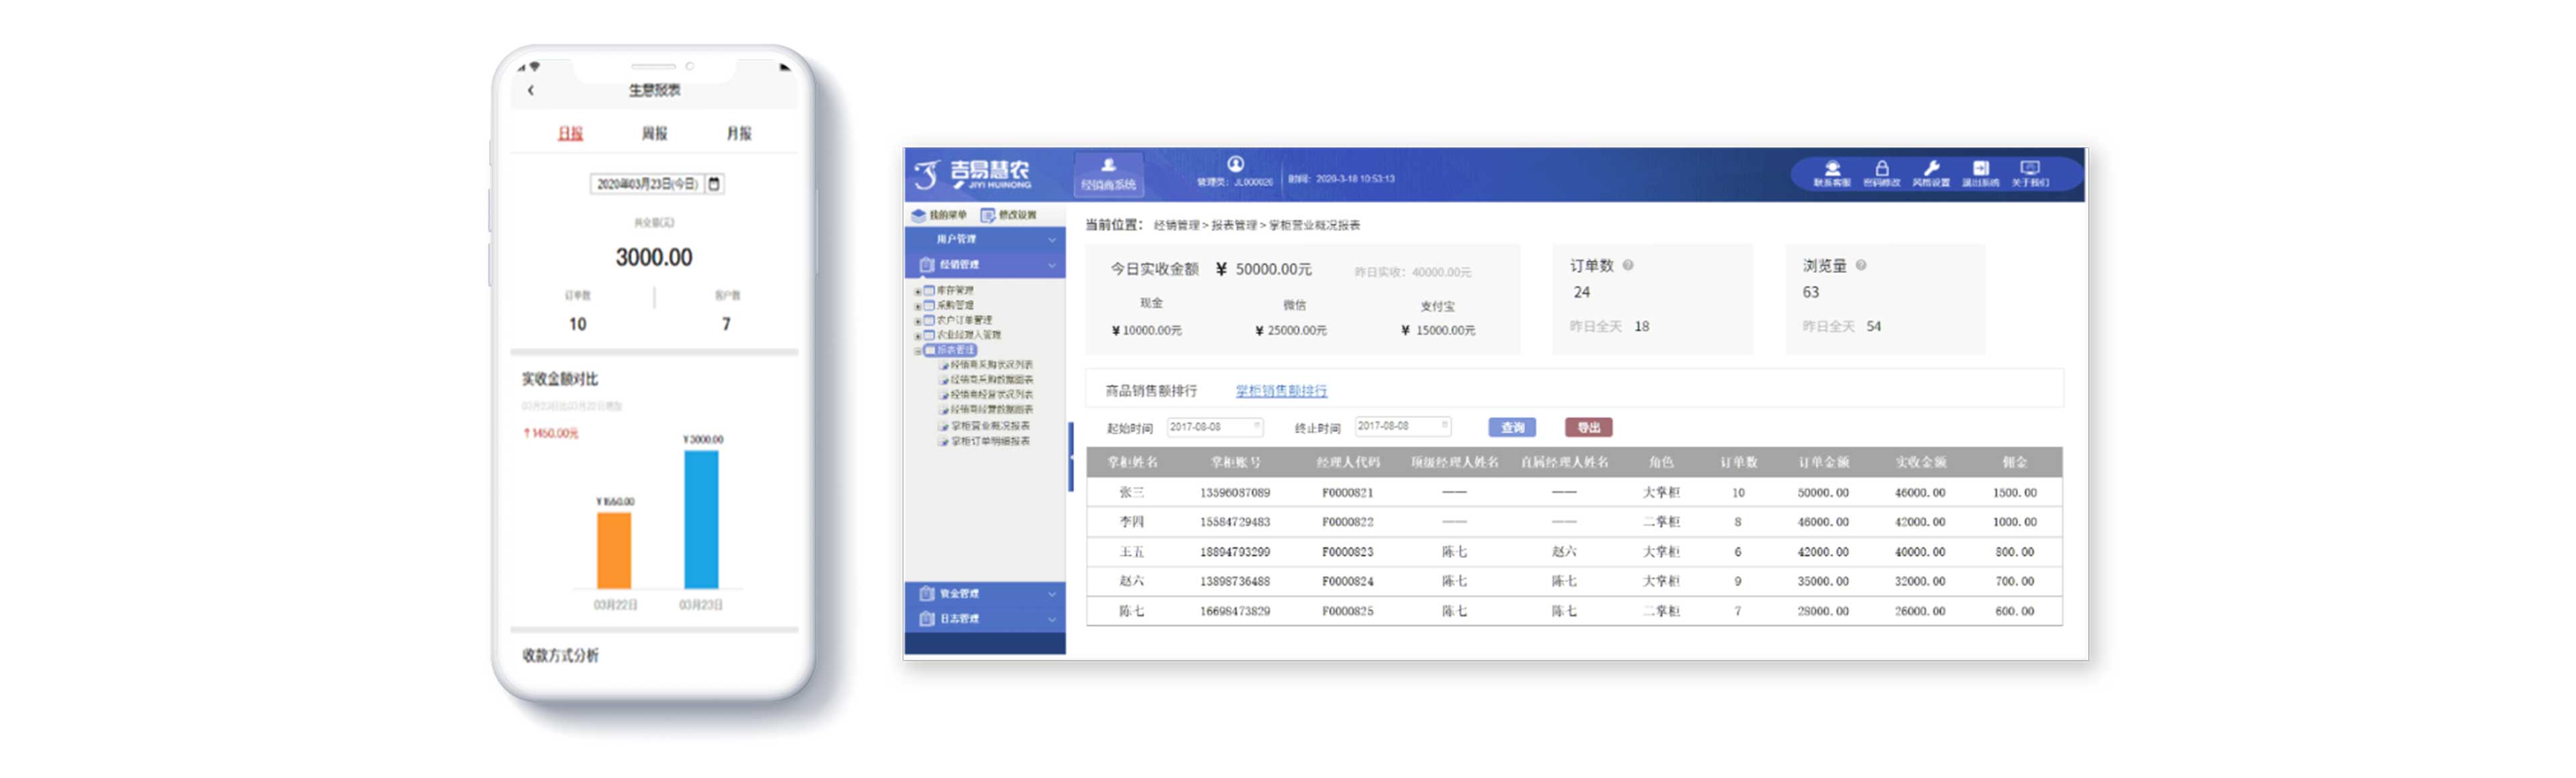 生意报表
日报 周报 月报
2020年03月23日(今日)
3000.00
订单数 客户数
10 7
实收金额对比
↑1450.00元
¥3000.00
¥1550.00
03月22日 03月23日
收款方式分析
吉易慧农
JIYI HUINONG
经销商系统
管理员: JL000026
时间: 2020-3-18 10:53:13
联系客服 密码修改 风格设置 退出系统 关于我们
我的菜单 修改设置
用户管理
经销管理
库存管理
采购管理
农户订单管理
农业经理人管理
报表管理
经销商采购状况列表
经销商采购数据图表
经销商经营状况列表
经销商经营数据图表
掌柜营业概况报表
掌柜订单明细报表
资金管理
日志管理
当前位置: 经销管理>报表管理>掌柜营业概况报表
今日实收金额 ¥ 50000.00元 昨日实收: 40000.00元
现金 微信 支付宝
¥10000.00元 ¥ 25000.00元 ¥ 15000.00元
订单数
24
昨日全天 18
浏览量
63
昨日全天 54
商品销售额排行 掌柜销售额排行
起始时间 2017-08-08 终止时间 2017-08-08 查询 导出
掌柜姓名 掌柜账号 经理人代码 顶级经理人姓名 直属经理人姓名 角色 订单数 订单金额 实收金额 佣金
张三 13596087089 F0000821 —— —— 大掌柜 10 50000.00 46000.00 1500.00
李四 15584729483 F0000822 —— —— 二掌柜 8 46000.00 42000.00 1000.00
王五 18894793299 F0000823 陈七 赵六 大掌柜 6 42000.00 40000.00 800.00
赵六 13898736488 F0000824 陈七 陈七 大掌柜 9 35000.00 32000.00 700.00
陈七 16698473829 F0000825 陈七 陈七 二掌柜 7 28000.00 26000.00 600.00